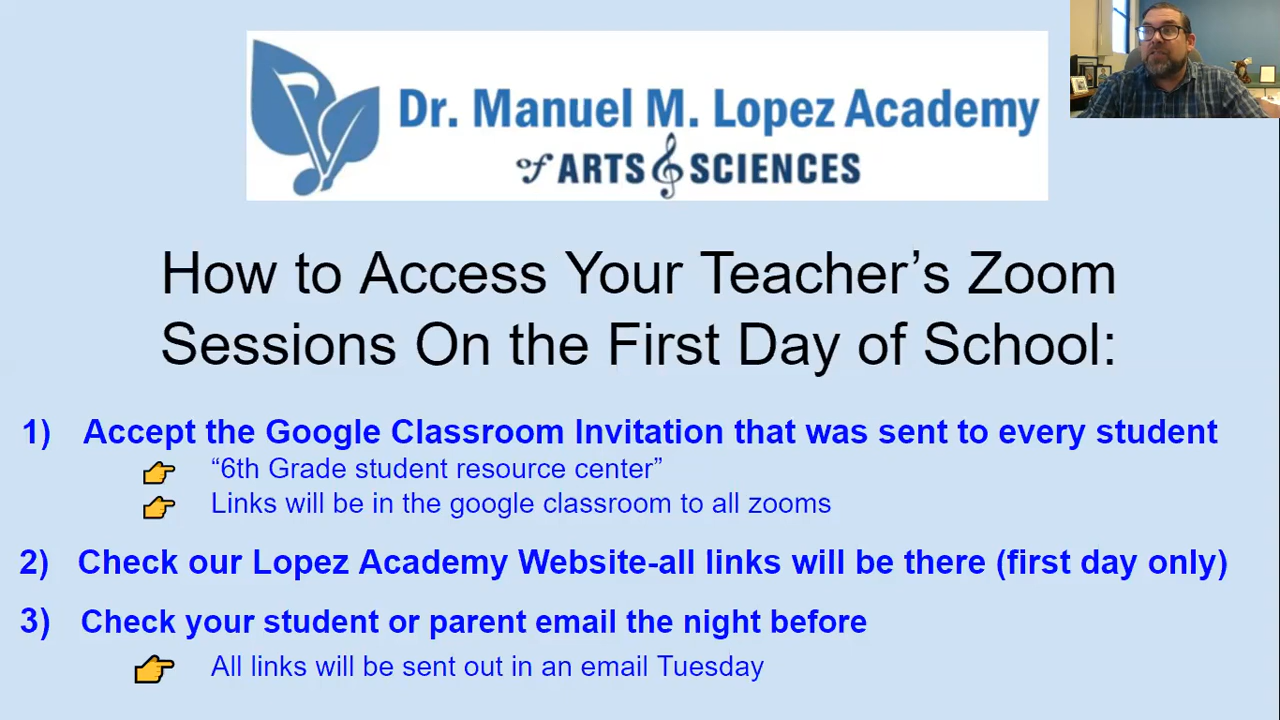 Dr. Manuel M. Lopez Academy
of ARTS & SCIENCES
How to Access Your Teacher’s Zoom
Sessions On the First Day of School:
1) Accept the Google Classroom Invitation that was sent to every student
“6th Grade student resource center”
Links will be in the google classroom to all zooms
2) Check our Lopez Academy Website-all links will be there (first day only)
3) Check your student or parent email the night before
All links will be sent out in an email Tuesday